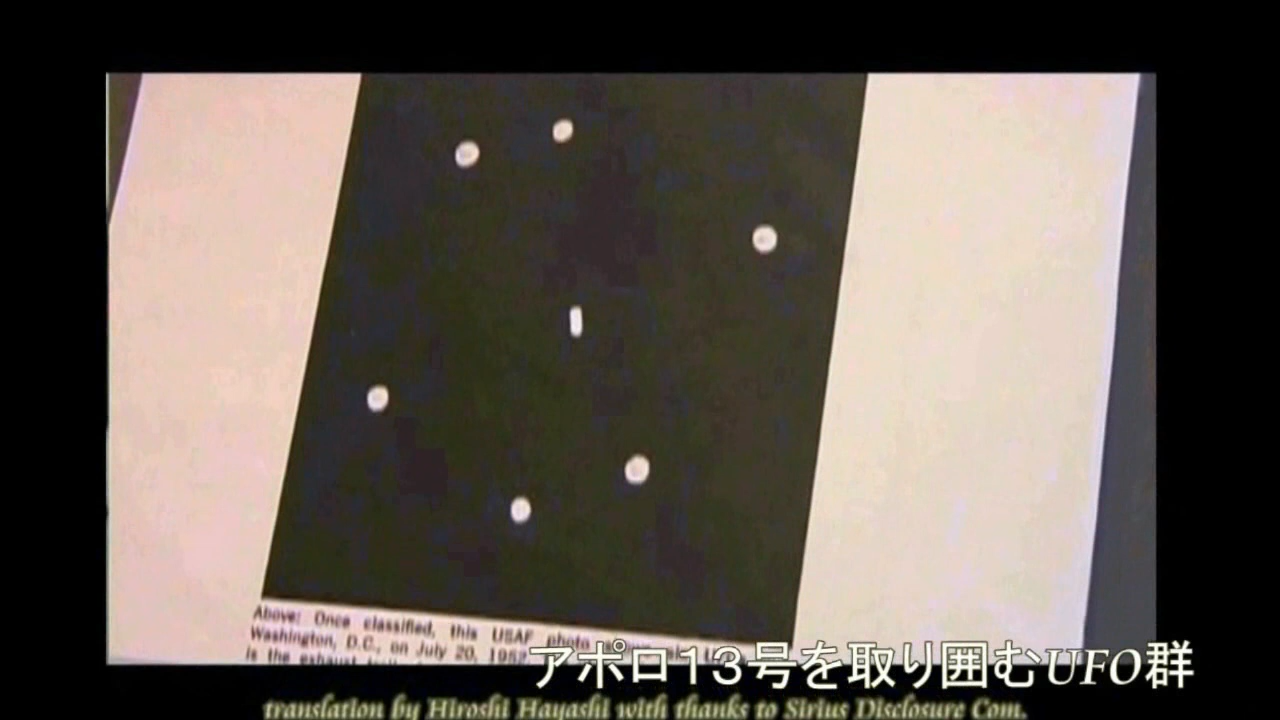 Above: Once classified, this USAF photo
Washington, D.C., on July 20, 1952
is the exhaust
アポロ１３号を取り囲むUFO群
translation by Hiroshi Hayashi with thanks to Sirius Disclosure Com.